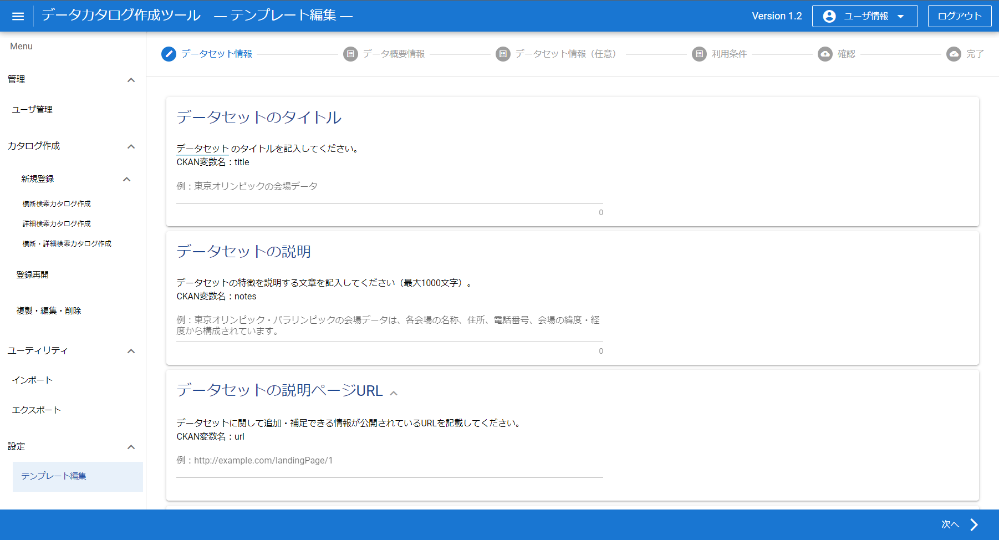 データカタログ作成ツール ― テンプレート編集 ―
Version 1.2
ユーザ情報
ログアウト
Menu
管理
ユーザ管理
カタログ作成
新規登録
横断検索カタログ作成
詳細検索カタログ作成
横断・詳細検索カタログ作成
登録再開
複製・編集・削除
ユーティリティ
インポート
エクスポート
設定
テンプレート編集
データセット情報
データ概要情報
データセット情報（任意）
利用条件
確認
完了
データセットのタイトル
データセット のタイトルを記入してください。
CKAN変数名：title
例：東京オリンピックの会場データ
0
データセットの説明
データセットの特徴を説明する文章を記入してください（最大1000文字）。
CKAN変数名：notes
例：東京オリンピック・パラリンピックの会場データは、各会場の名称、住所、電話番号、会場の緯度・経
度から構成されています。
0
データセットの説明ページURL
データセットに関して追加・補足できる情報が公開されているURLを記載してください。
CKAN変数名：url
例：http://example.com/landingPage/1
次へ